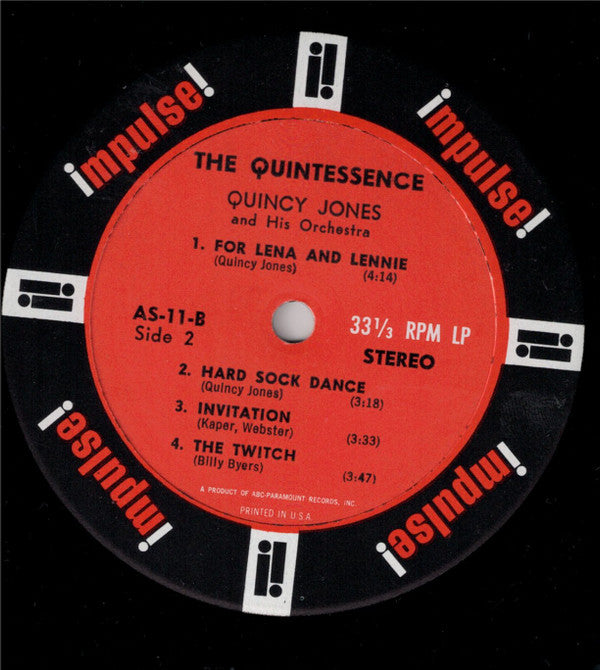 impulse!
impulse!
THE QUINTESSENCE
QUINCY JONES
and His Orchestra
1. FOR LENA AND LENNIE
(Quincy Jones) (4:14)
AS-11-B
Side 2
33 1/3 RPM LP
STEREO
2. HARD SOCK DANCE
(Quincy Jones) (3:18)
3. INVITATION
(Kaper, Webster) (3:33)
4. THE TWITCH
(Billy Byers) (3:47)
A PRODUCT OF ABC-PARAMOUNT RECORDS, INC.
PRINTED IN U.S.A
impulse!
impulse!